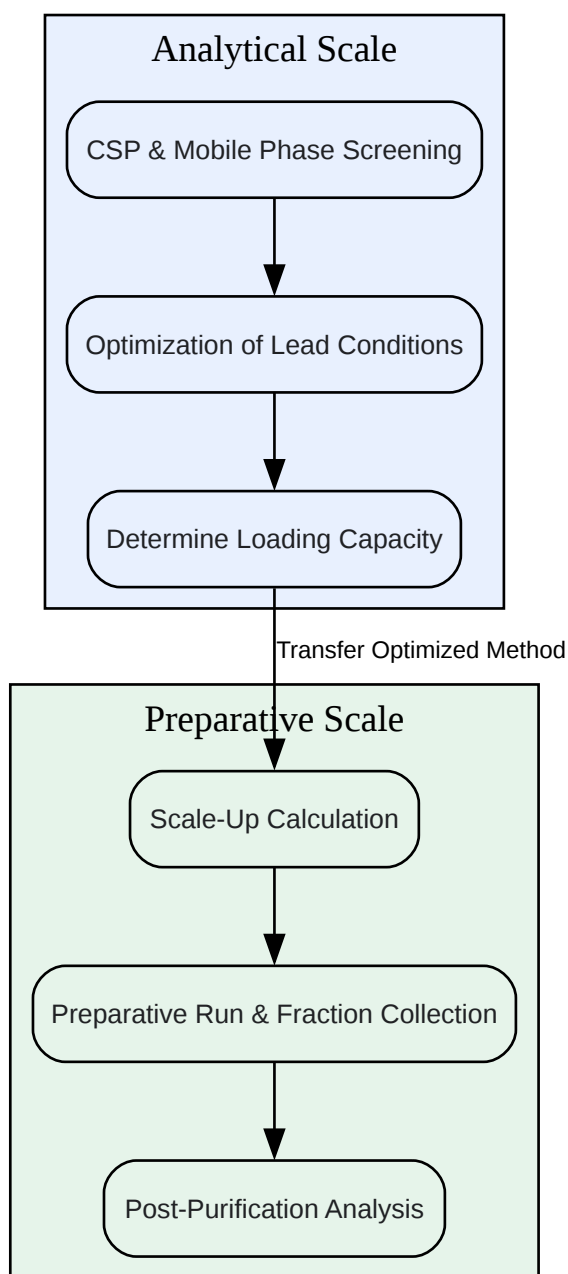 Analytical Scale
CSP & Mobile Phase Screening
Optimization of Lead Conditions
Determine Loading Capacity
Transfer Optimized Method
Preparative Scale
Scale-Up Calculation
Preparative Run & Fraction Collection
Post-Purification Analysis